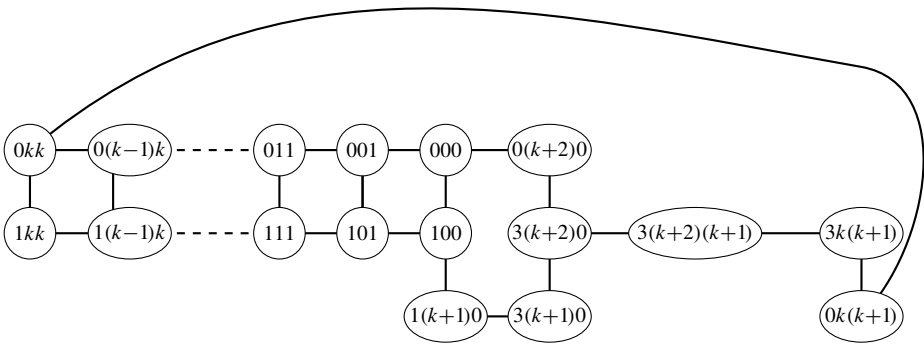 0kk 0(k−1)k 011 001 000 0(k+2)0
1kk 1(k−1)k 111 101 100 3(k+2)0 3(k+2)(k+1) 3k(k+1)
1(k+1)0 3(k+1)0 0k(k+1)